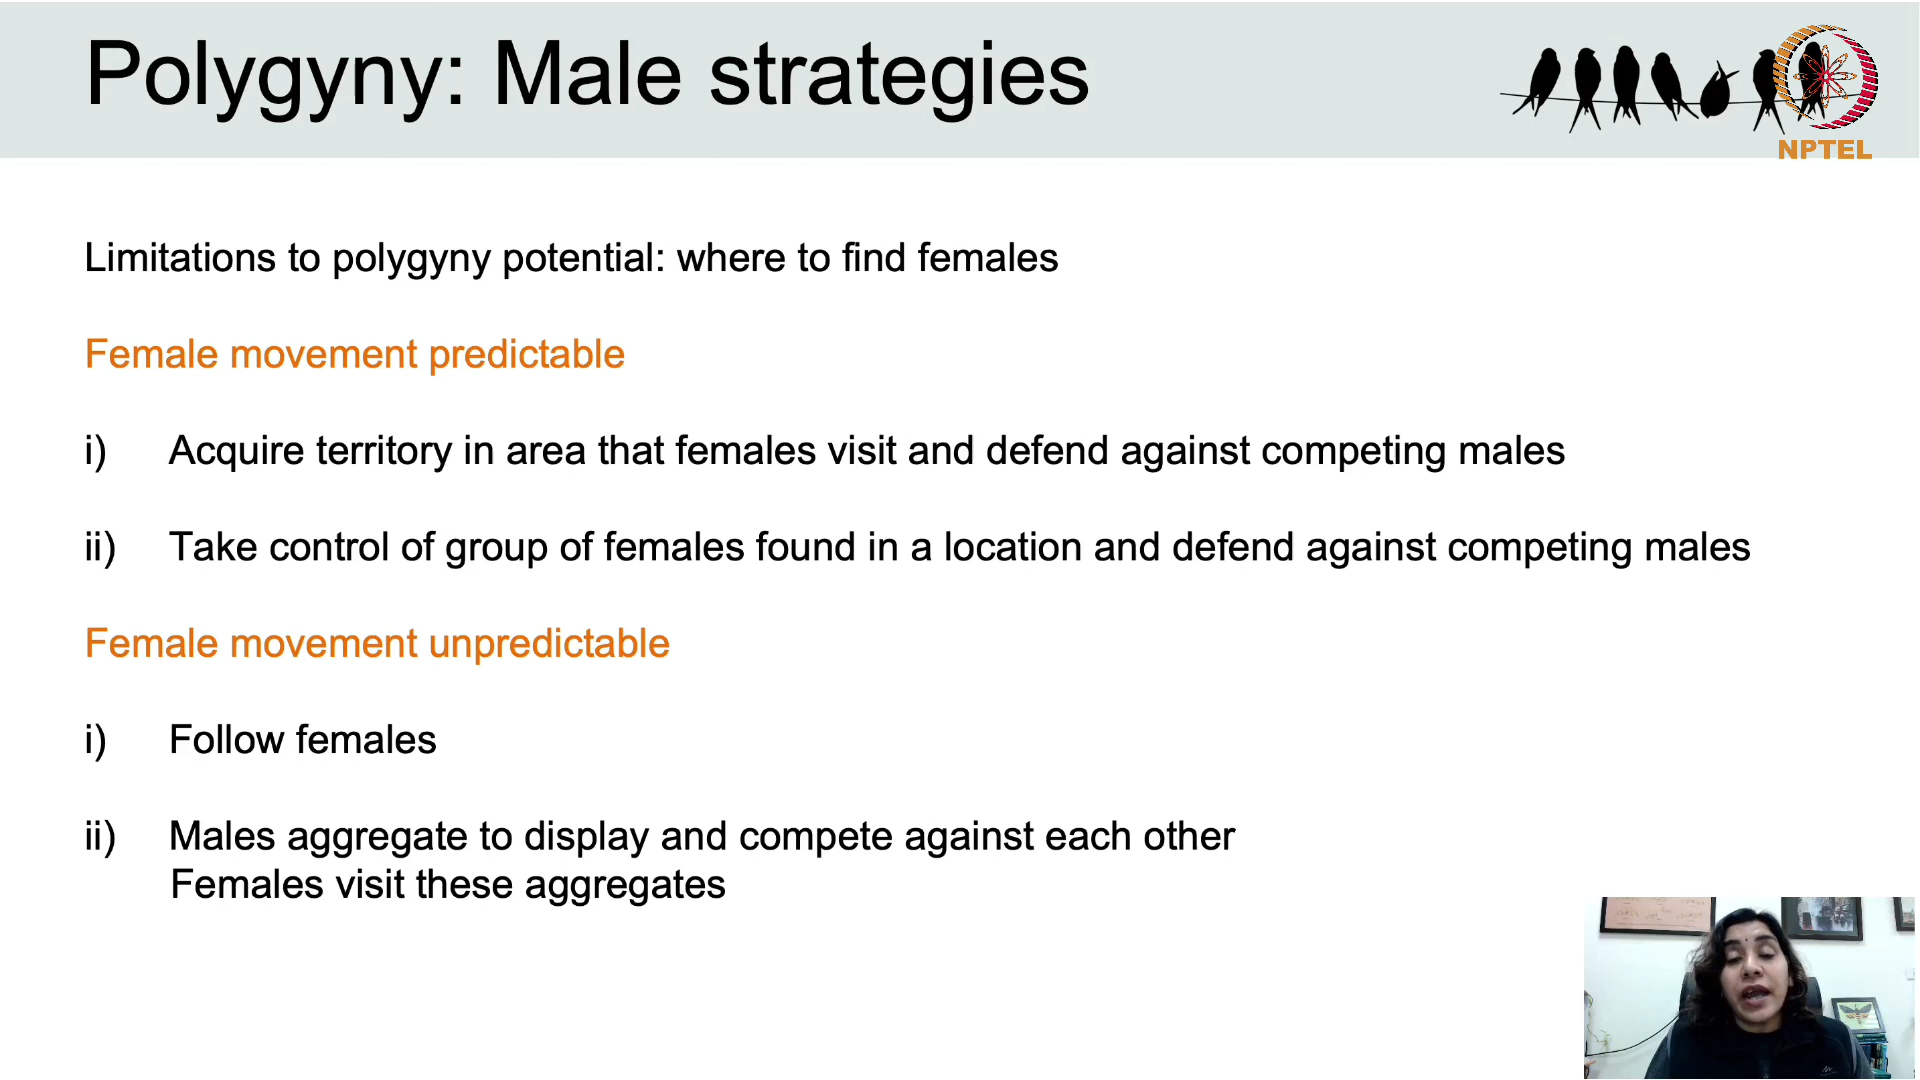 Polygyny: Male strategies
NPTEL
Limitations to polygyny potential: where to find females
Female movement predictable
i) Acquire territory in area that females visit and defend against competing males
ii) Take control of group of females found in a location and defend against competing males
Female movement unpredictable
i) Follow females
ii) Males aggregate to display and compete against each other
Females visit these aggregates